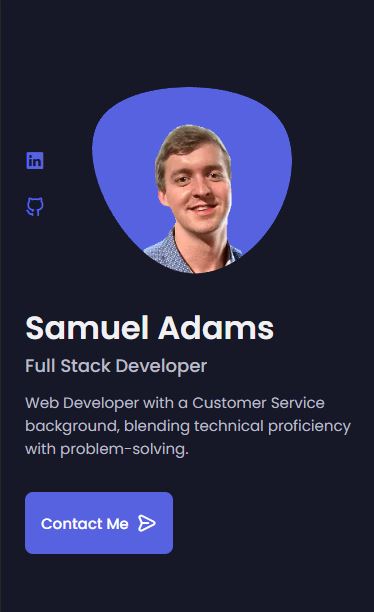 Samuel Adams
Full Stack Developer
Web Developer with a Customer Service
background, blending technical proficiency
with problem-solving.
Contact Me